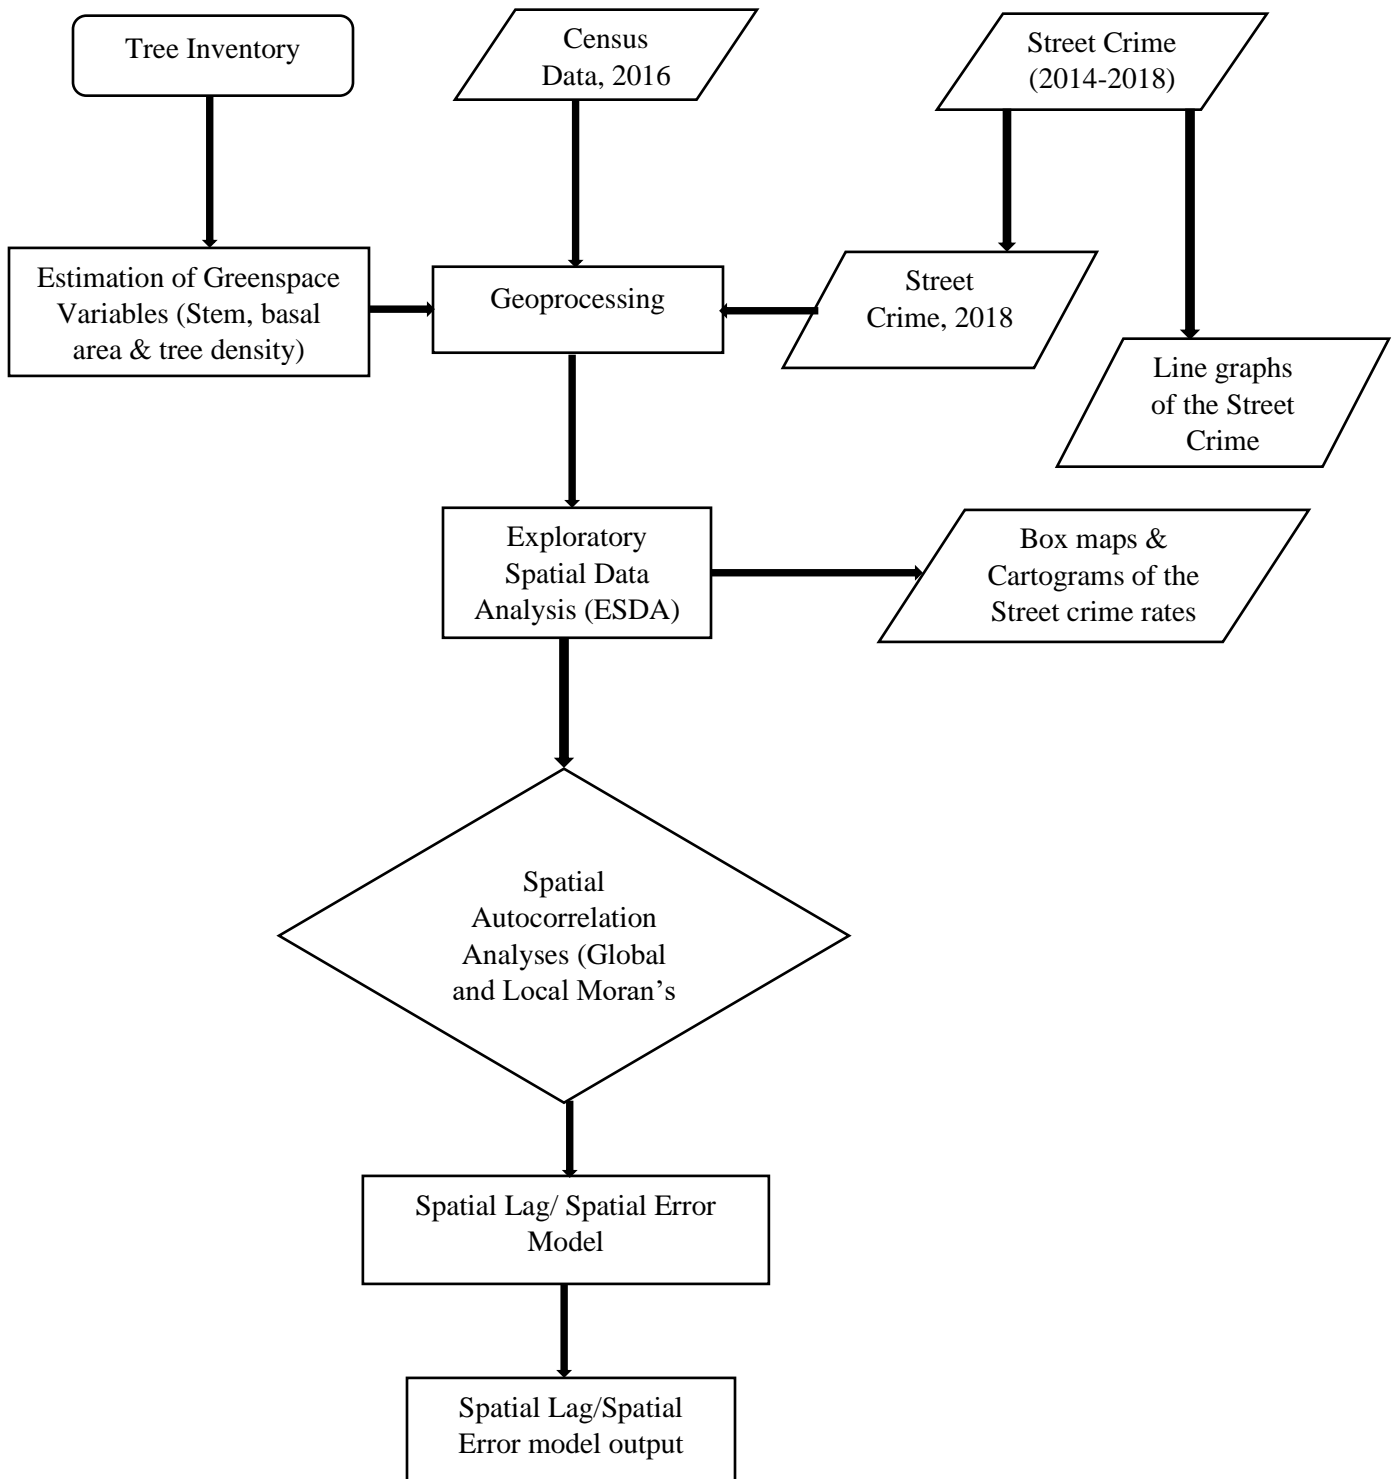 Tree Inventory
Census
Data, 2016
Street Crime
(2014-2018)
Estimation of Greenspace
Variables (Stem, basal
area & tree density)
Geoprocessing
Street
Crime, 2018
Line graphs
of the Street
Crime
Exploratory
Spatial Data
Analysis (ESDA)
Box maps &
Cartograms of the
Street crime rates
Spatial
Autocorrelation
Analyses (Global
and Local Moran’s
Spatial Lag/ Spatial Error
Model
Spatial Lag/Spatial
Error model output